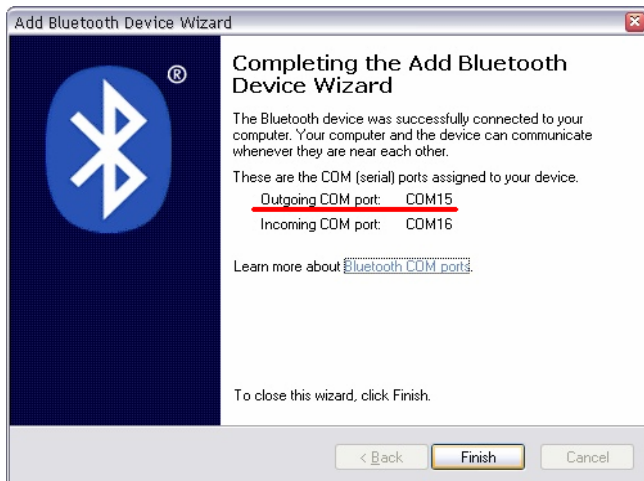 Add Bluetooth Device Wizard
®
Completing the Add Bluetooth
Device Wizard
The Bluetooth device was successfully connected to your
computer. Your computer and the device can communicate
whenever they are near each other.
These are the COM (serial) ports assigned to your device.
Outgoing COM port: COM15
Incoming COM port: COM16
Learn more about Bluetooth COM ports.
To close this wizard, click Finish.
< Back Finish Cancel